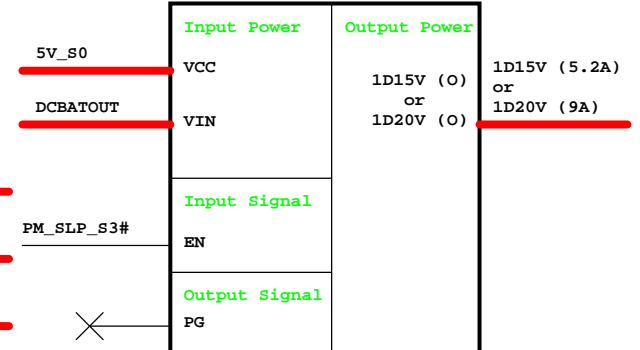 Input Power
Output Power
5V_S0
VCC
1D15V (O)
or
1D20V (O)
1D15V (5.2A)
or
1D20V (9A)
DCBATOUT
VIN
Input Signal
PM_SLP_S3#
EN
Output Signal
PG